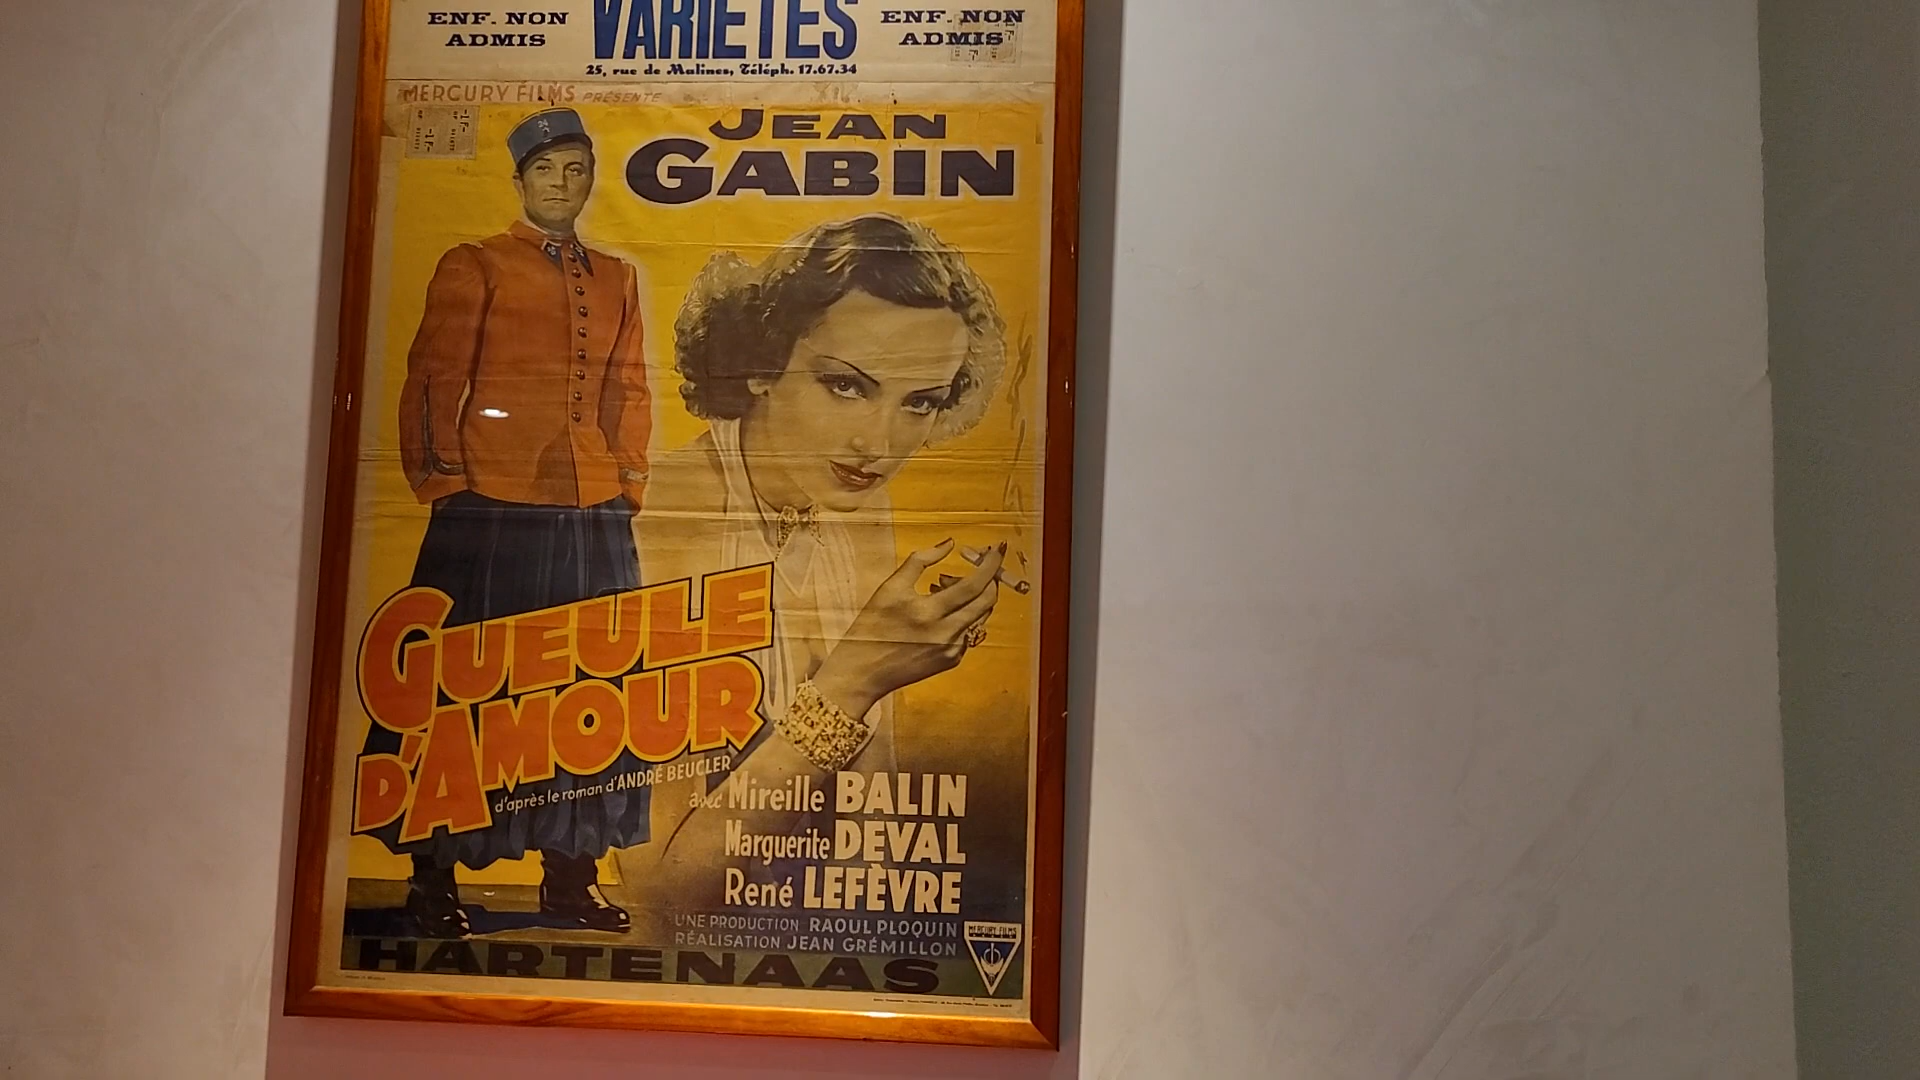 ENF. NON
ADMIS
VARIETES
ENF. NON
ADMIS
25, rue de Malines, Téléph. 17.67.34
MERCURY FILMS PRÉSENTE
JEAN
GABIN
24
GUEULE
D'AMOUR
d'après le roman d'ANDRÉ BEUCLER
avec Mireille BALIN
Marguerite DEVAL
René LEFÈVRE
UNE PRODUCTION RAOUL PLOQUIN
RÉALISATION JEAN GRÉMILLON
MERCURY FILMS
HARTENAAS